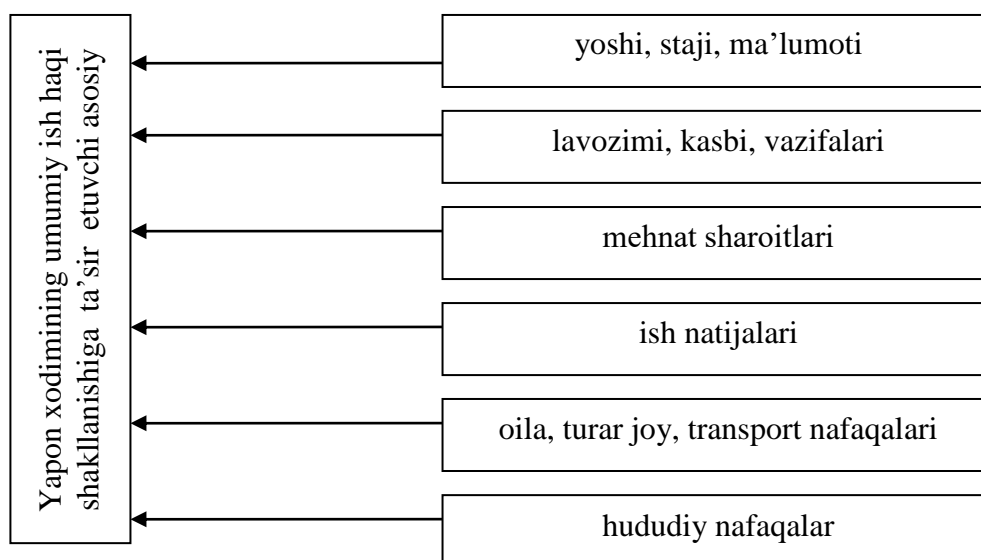 Yapon xodimining umumiy ish haqi
shakllanishiga ta’sir etuvchi asosiy
yoshi, staji, ma’lumoti
lavozimi, kasbi, vazifalari
mehnat sharoitlari
ish natijalari
oila, turar joy, transport nafaqalari
hududiy nafaqalar